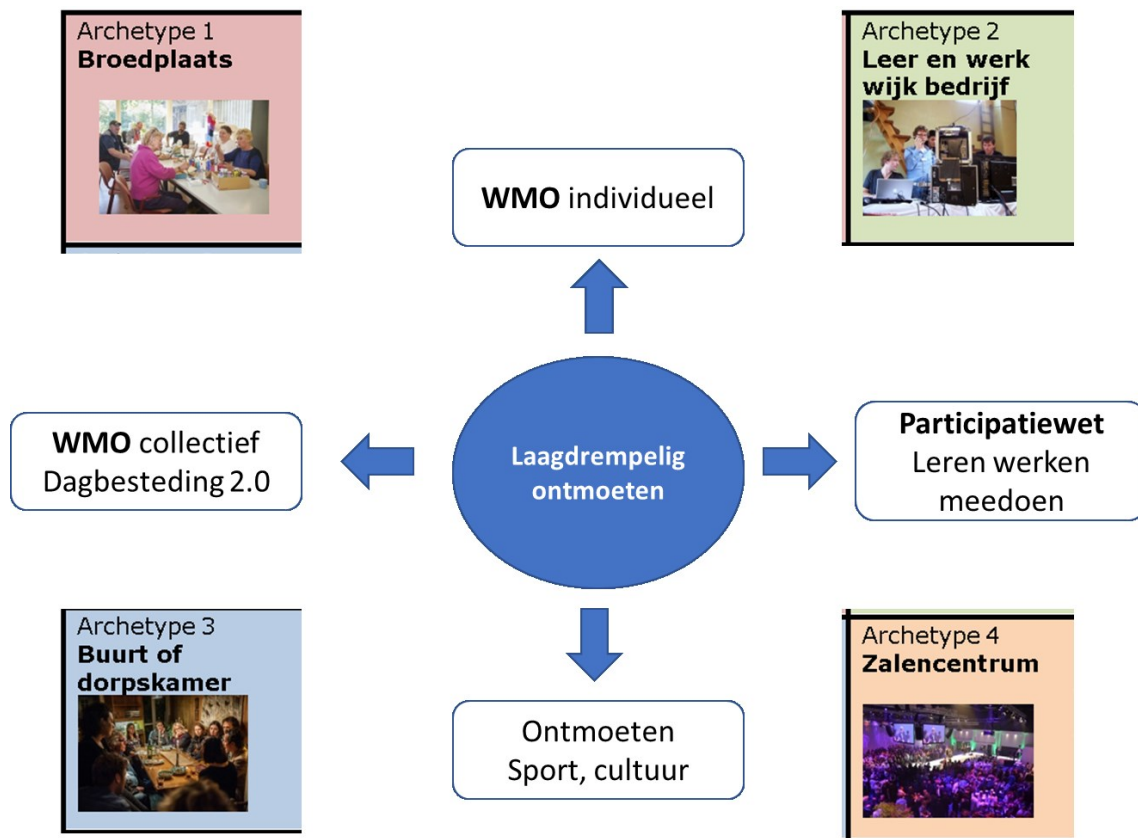 Archetype 1
Broedplaats
Archetype 2
Leer en werk
wijk bedrijf
WMO individueel
WMO collectief
Dagbesteding 2.0
Laagdrempelig
ontmoeten
Participatiewet
Leren werken
meedoen
Archetype 3
Buurt of
dorpskamer
Archetype 4
Zalencentrum
Ontmoeten
Sport, cultuur